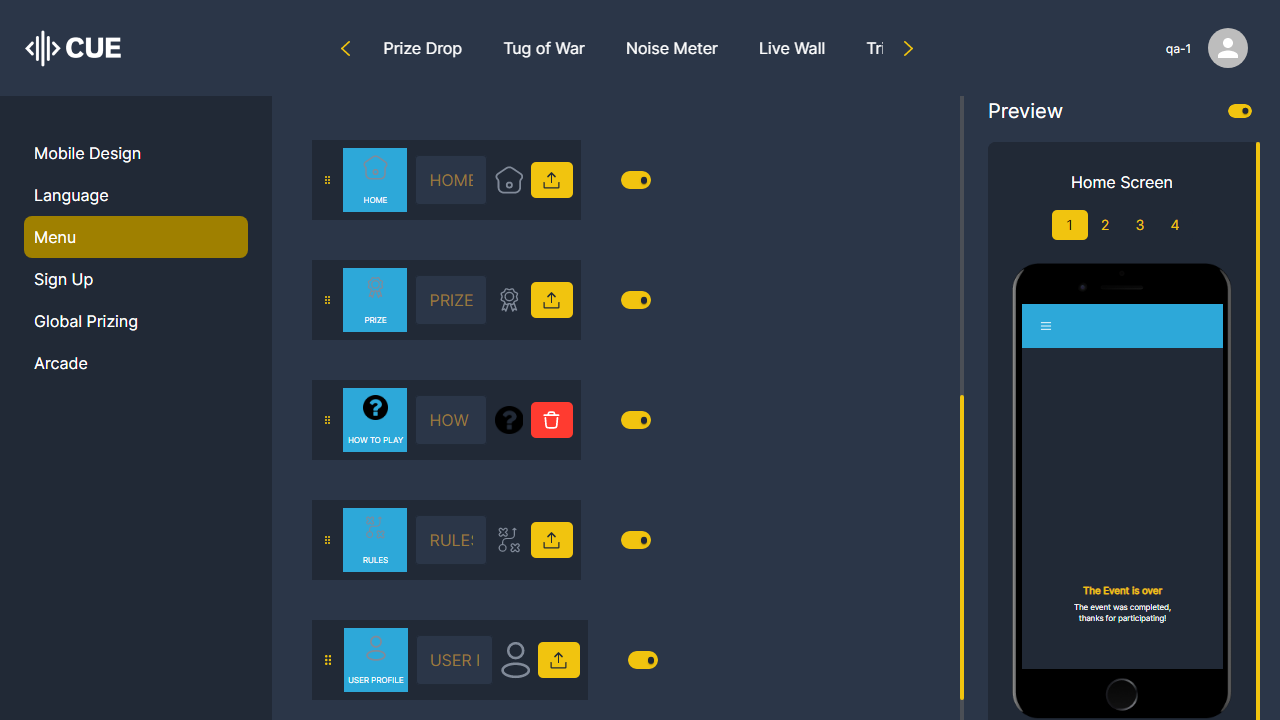 CUE
Prize Drop
Tug of War
Noise Meter
Live Wall
Tri
qa-1
Mobile Design
Language
Menu
Sign Up
Global Prizing
Arcade
HOME
HOME
PRIZE
PRIZE
HOW TO PLAY
HOW
RULES
RULES
USER PROFILE
USER
Preview
Home Screen
1 2 3 4
The Event is over
The event was completed,
thanks for participating!